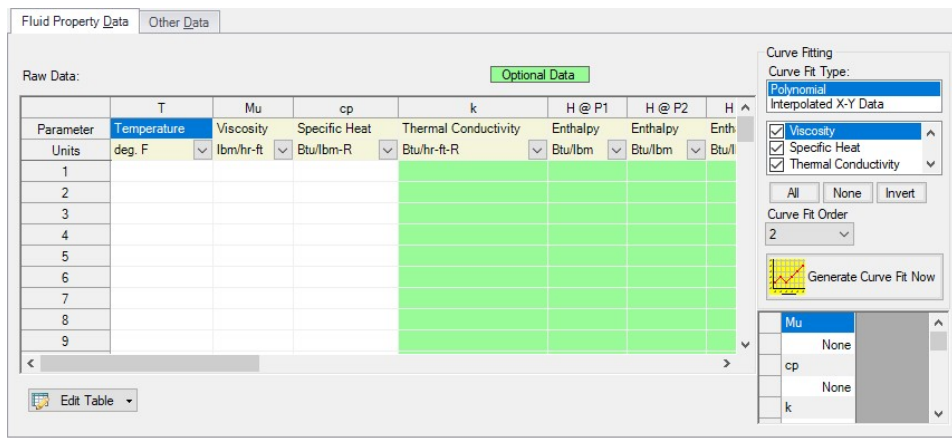 Fluid Property Data Other Data
Raw Data:
Optional Data
T Mu cp k H @ P1 H @ P2 H
Parameter Temperature Viscosity Specific Heat Thermal Conductivity Enthalpy Enthalpy Enth
Units deg. F lbm/hr-ft Btu/lbm-R Btu/hr-ft-R Btu/lbm Btu/lbm Btu/l
1
2
3
4
5
6
7
8
9
Edit Table
Curve Fitting
Curve Fit Type:
Polynomial
Interpolated X-Y Data
Viscosity
Specific Heat
Thermal Conductivity
All None Invert
Curve Fit Order
2
Generate Curve Fit Now
Mu
None
cp
None
k